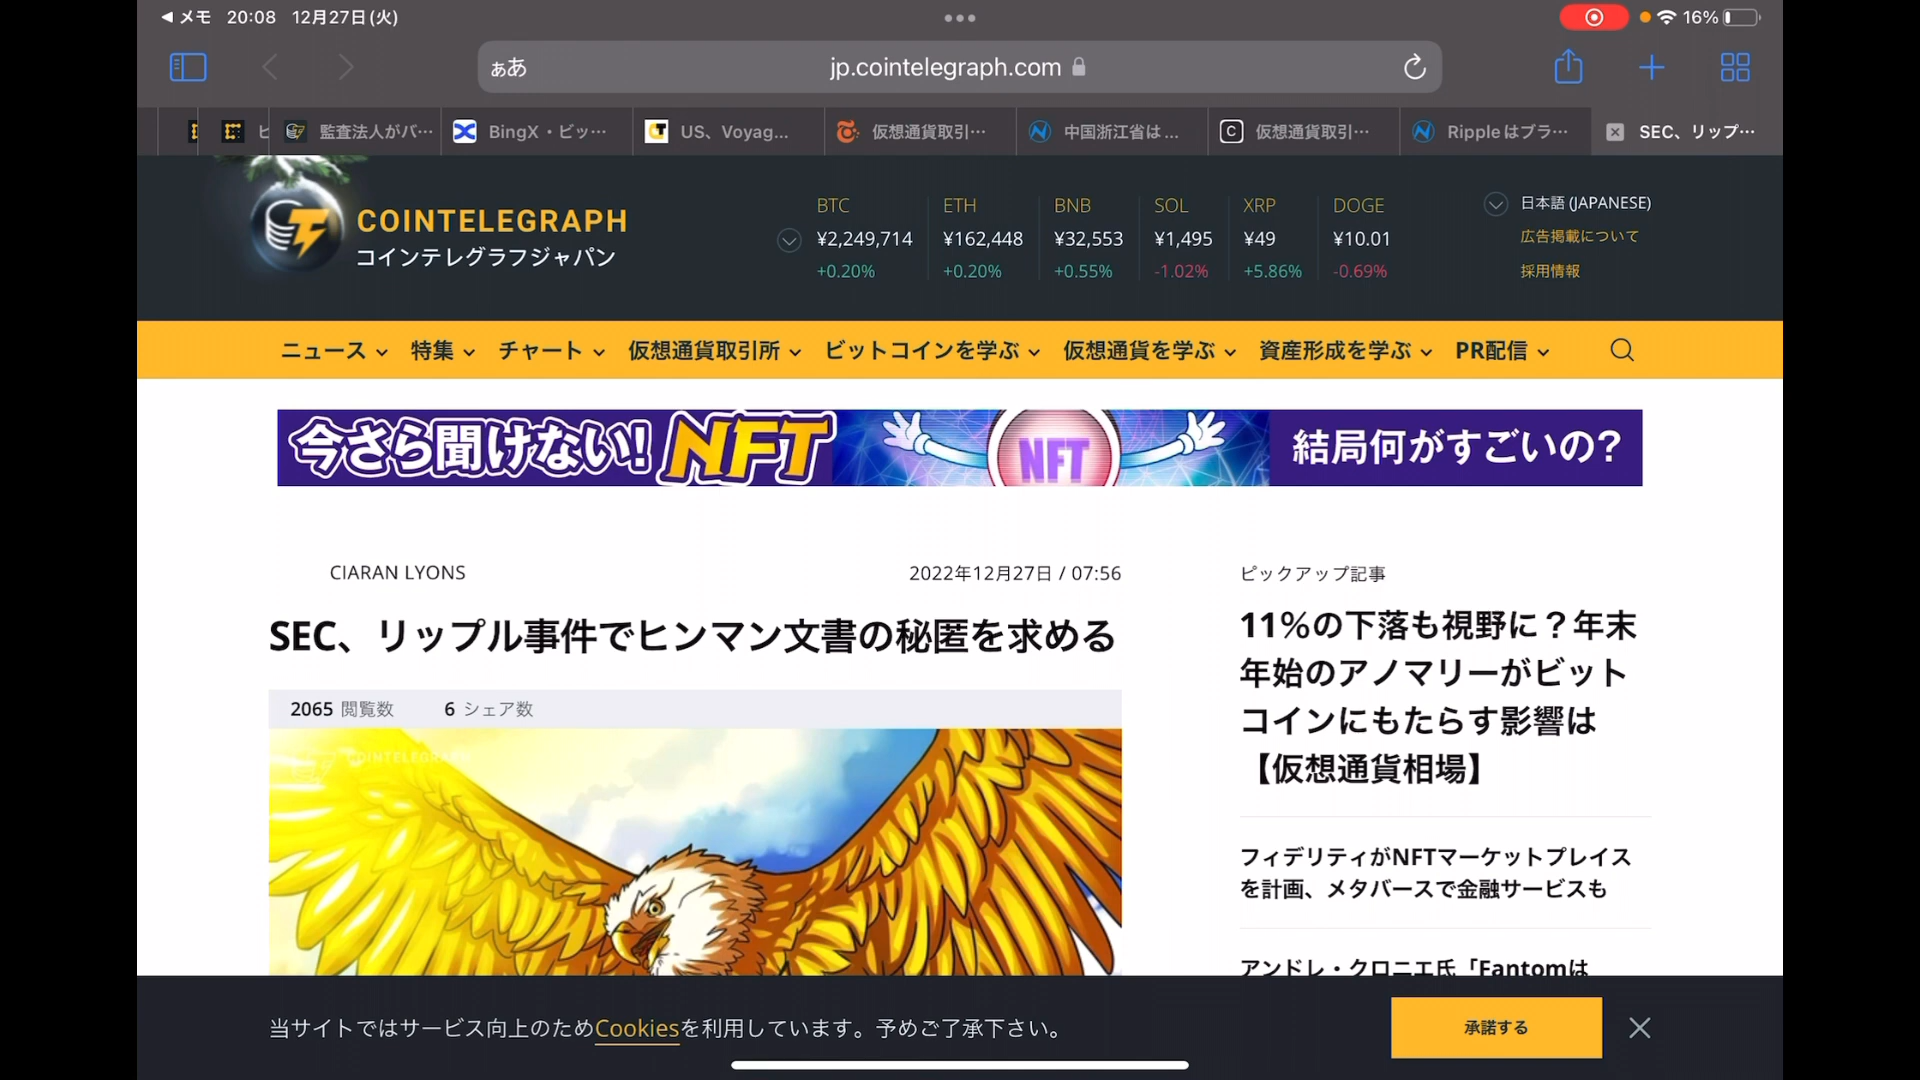 メモ 20:08 12月27日(火)
16%
ぁあ
jp.cointelegraph.com
ヒ
監査法人がバ…
BingX・ビッ…
US、Voyag...
仮想通貨取引…
中国浙江省は...
仮想通貨取引…
Rippleはブラ…
SEC、リップ…
COINTELEGRAPH
コインテレグラフジャパン
BTC ETH BNB SOL XRP DOGE
¥2,249,714 ¥162,448 ¥32,553 ¥1,495 ¥49 ¥10.01
+0.20% +0.20% +0.55% -1.02% +5.86% -0.69%
日本語 (JAPANESE)
広告掲載について
採用情報
ニュース 特集 チャート 仮想通貨取引所 ビットコインを学ぶ 仮想通貨を学ぶ 資産形成を学ぶ PR配信
今さら聞けない! NFT NFT 結局何がすごいの?
CIARAN LYONS 2022年12月27日 / 07:56
SEC、リップル事件でヒンマン文書の秘匿を求める
2065 閲覧数 6 シェア数
COINTELEGRAPH
ピックアップ記事
11%の下落も視野に？年末
年始のアノマリーがビット
コインにもたらす影響は
【仮想通貨相場】
フィデリティがNFTマーケットプレイス
を計画、メタバースで金融サービスも
アンドレ・クロニエ氏「Fantomは
当サイトではサービス向上のためCookiesを利用しています。予めご了承下さい。
承諾する